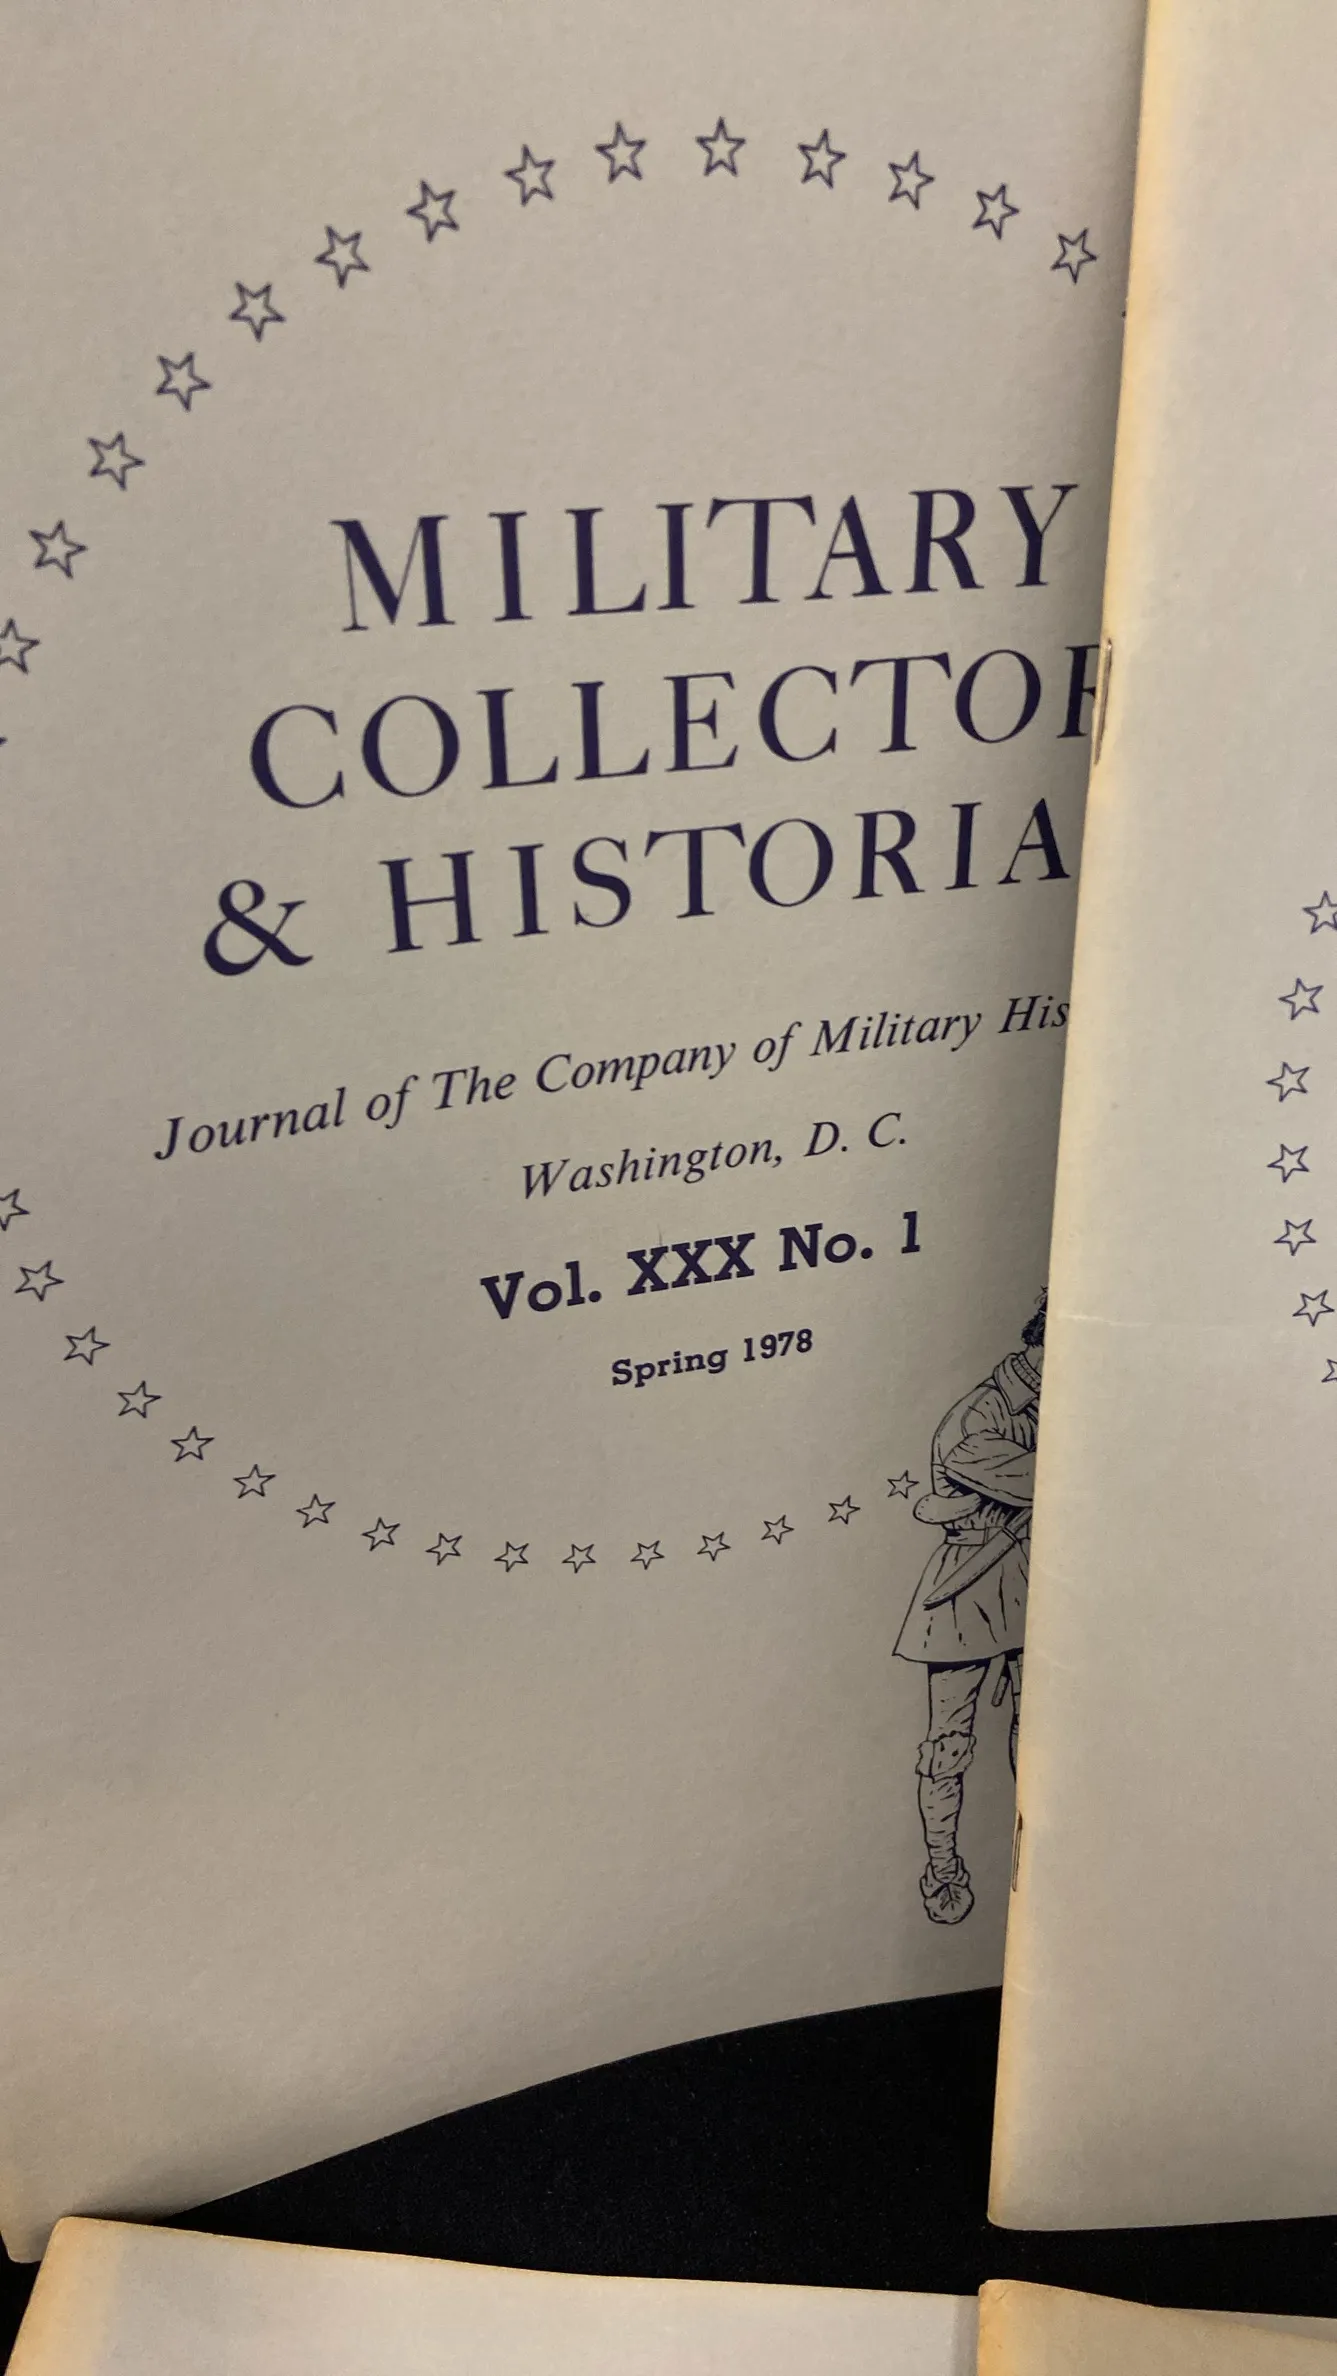 MILITARY
COLLECTOR
& HISTORIA
Journal of The Company of Military His
Washington, D. C.
Vol. XXX No. 1
Spring 1978